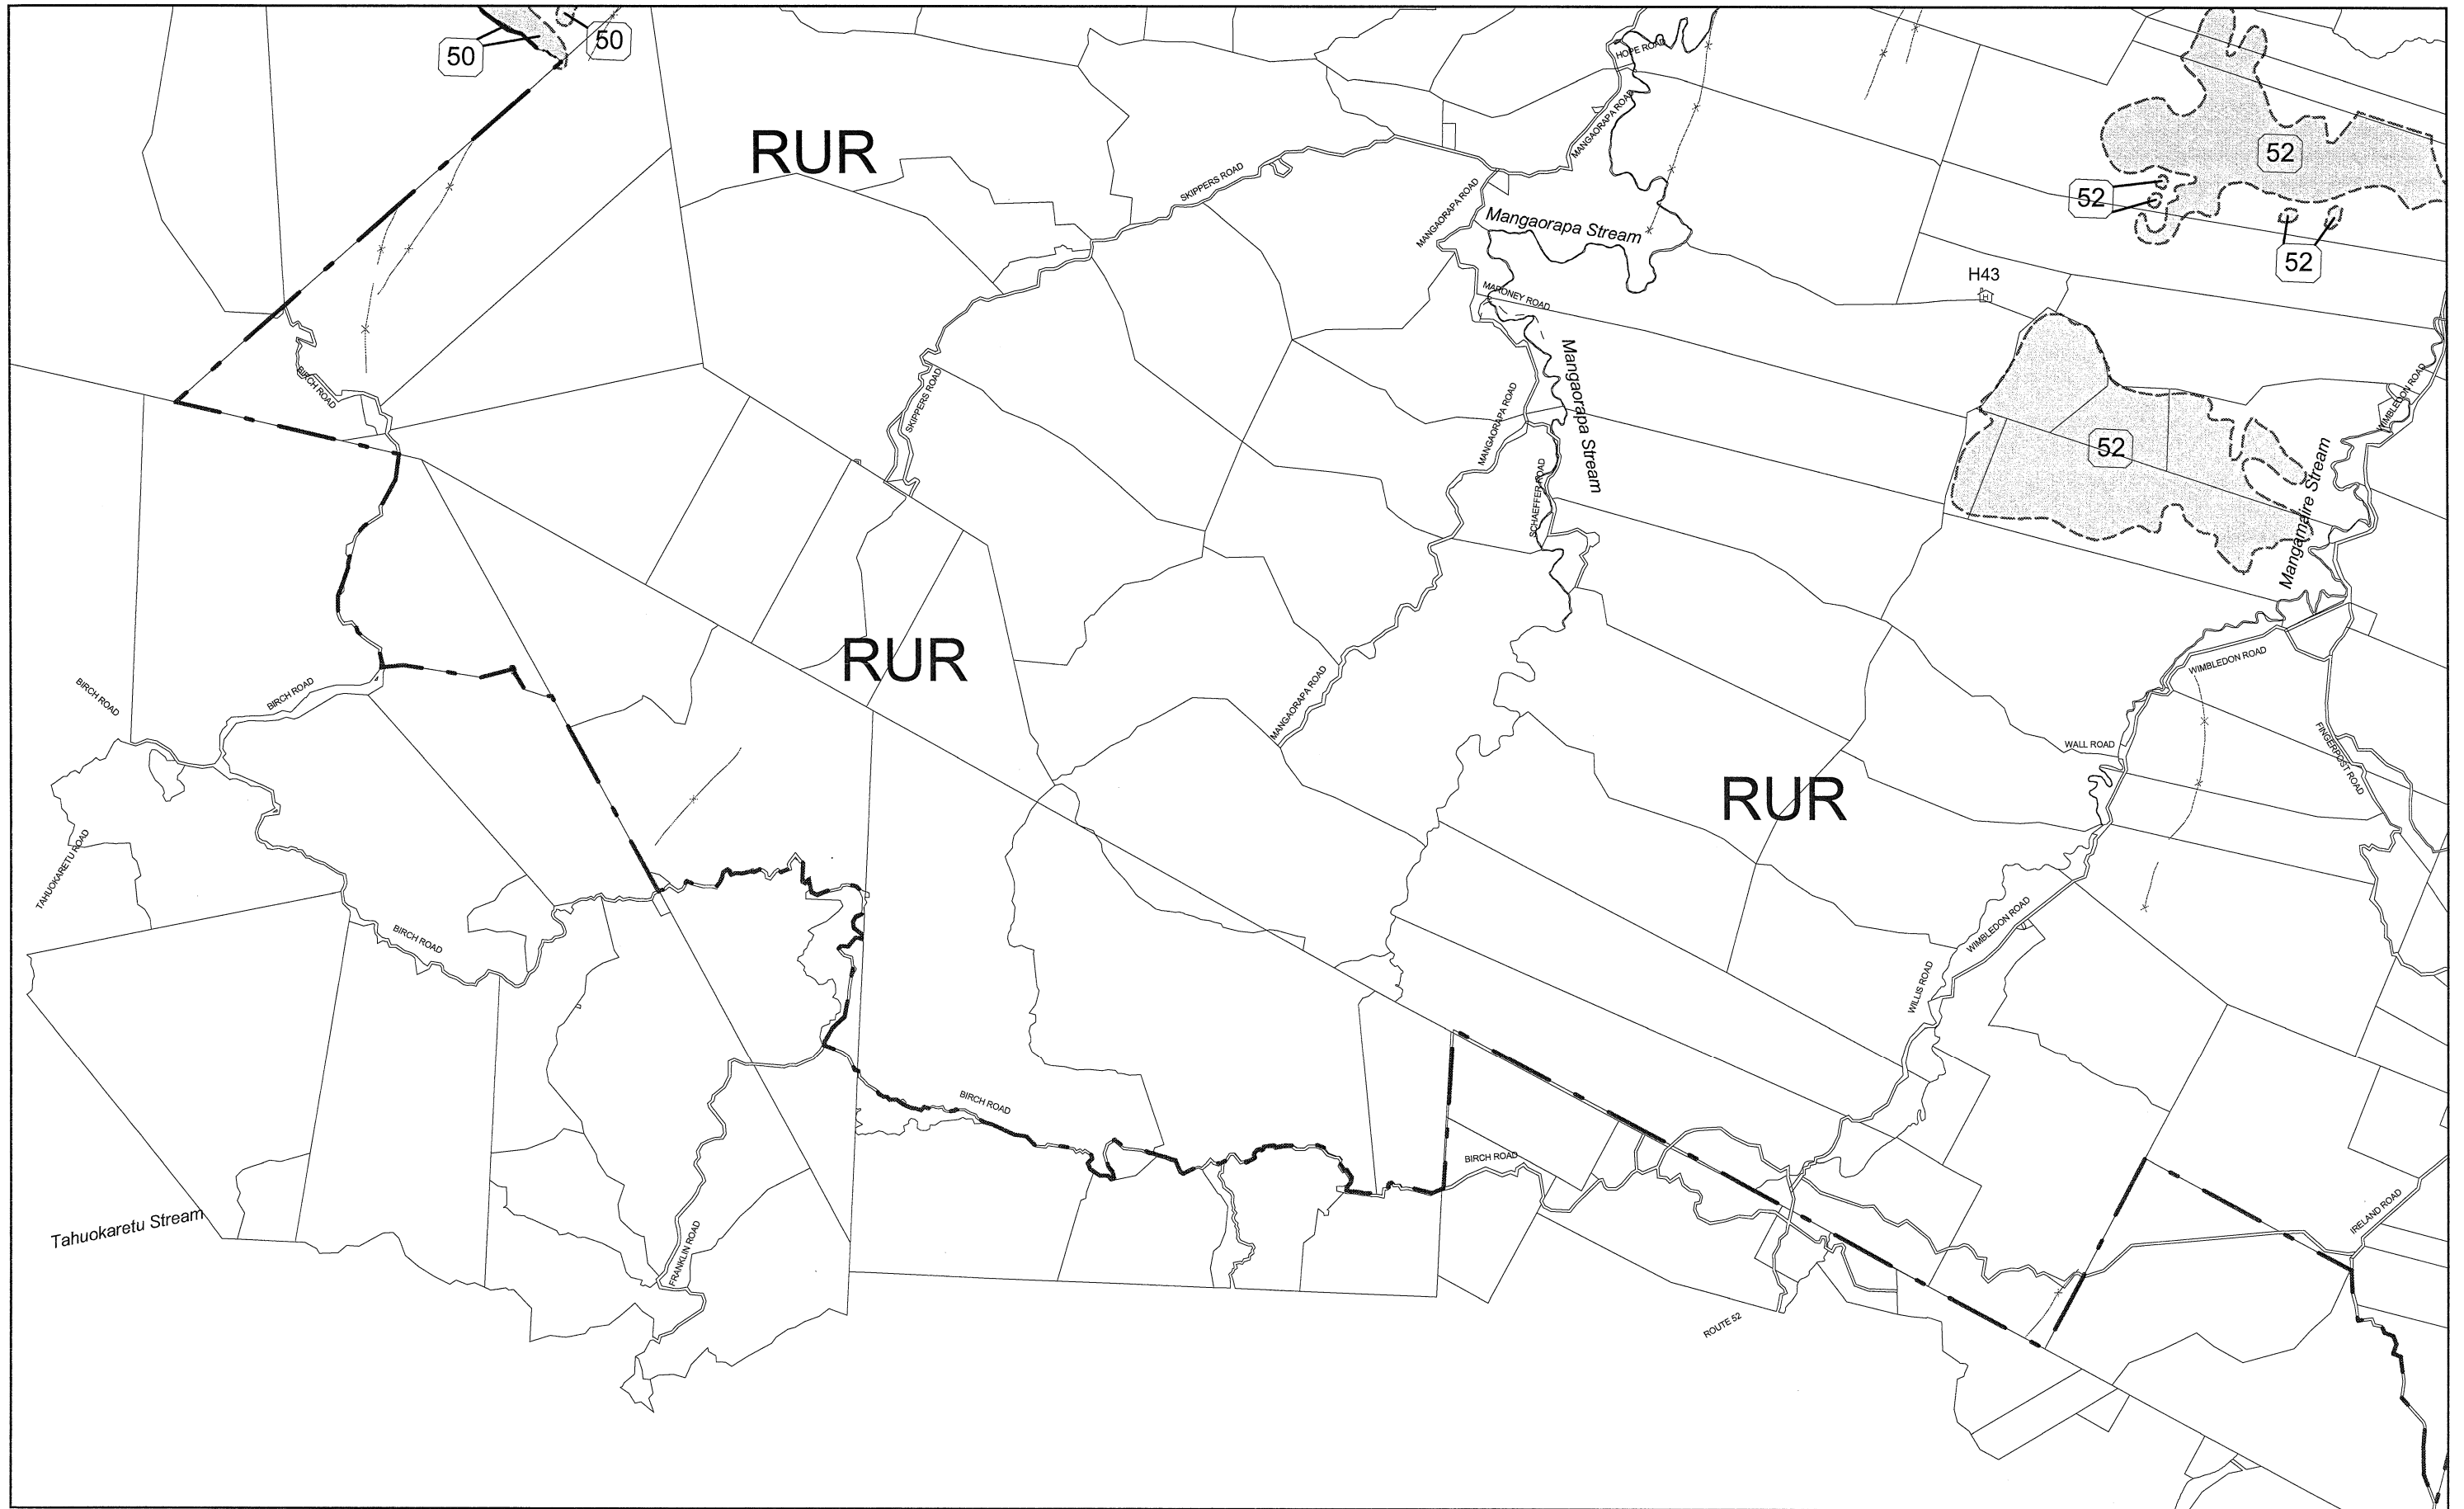 50
50
HOPE ROAD
RUR
MANGAORAPA ROAD
52
SKIPPERS ROAD
52
MANGAORAPA ROAD
Mangaorapa Stream
52
H43
H
MARONEY ROAD
BIRCH ROAD
SKIPPERS ROAD
MANGAORAPA ROAD
Mangaorapa Stream
WIMBLEDON ROAD
52
SCHAEFFER ROAD
Mangamaire Stream
RUR
BIRCH ROAD
BIRCH ROAD
MANGAORAPA ROAD
WIMBLEDON ROAD
WALL ROAD
FINGERPOST ROAD
RUR
TAHUOKARETU ROAD
BIRCH ROAD
WIMBLEDON ROAD
WILLIS ROAD
BIRCH ROAD
BIRCH ROAD
Tahuokaretu Stream
FRANKLIN ROAD
IRELAND ROAD
ROUTE 52